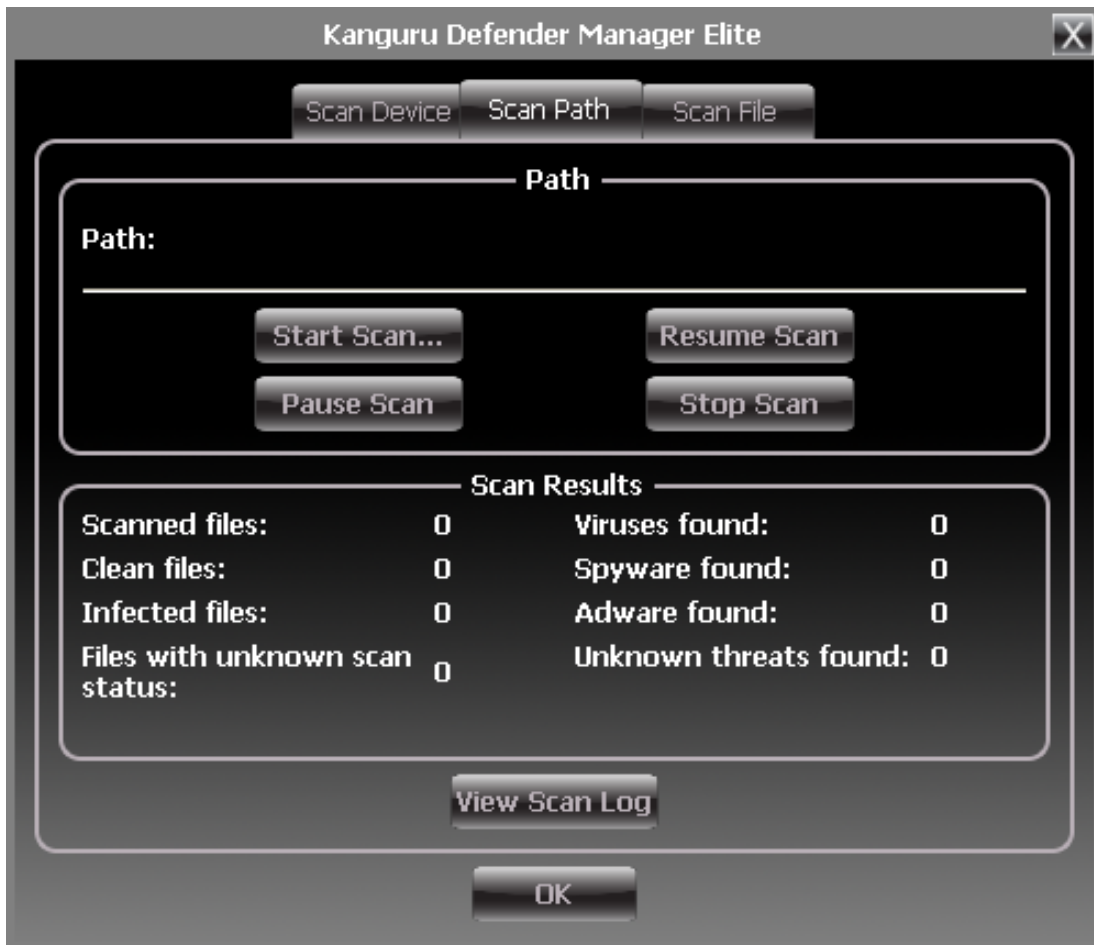 Kanguru Defender Manager Elite
X
Scan Device Scan Path Scan File
Path
Path:
Start Scan... Resume Scan
Pause Scan Stop Scan
Scan Results
Scanned files: 0 Viruses found: 0
Clean files: 0 Spyware found: 0
Infected files: 0 Adware found: 0
Files with unknown scan status: 0 Unknown threats found: 0
View Scan Log
OK